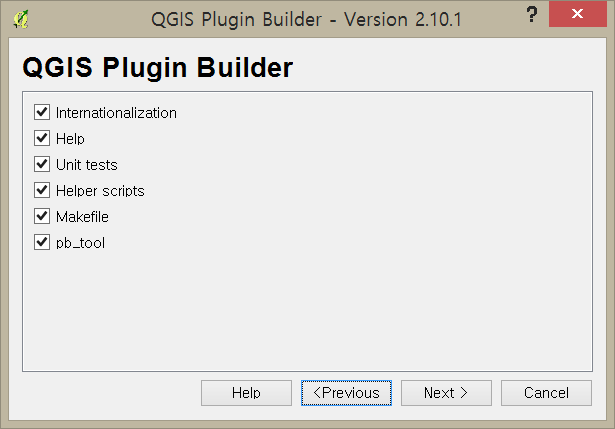 QGIS Plugin Builder - Version 2.10.1
?
QGIS Plugin Builder
Internationalization
Help
Unit tests
Helper scripts
Makefile
pb_tool
Help
<Previous
Next >
Cancel